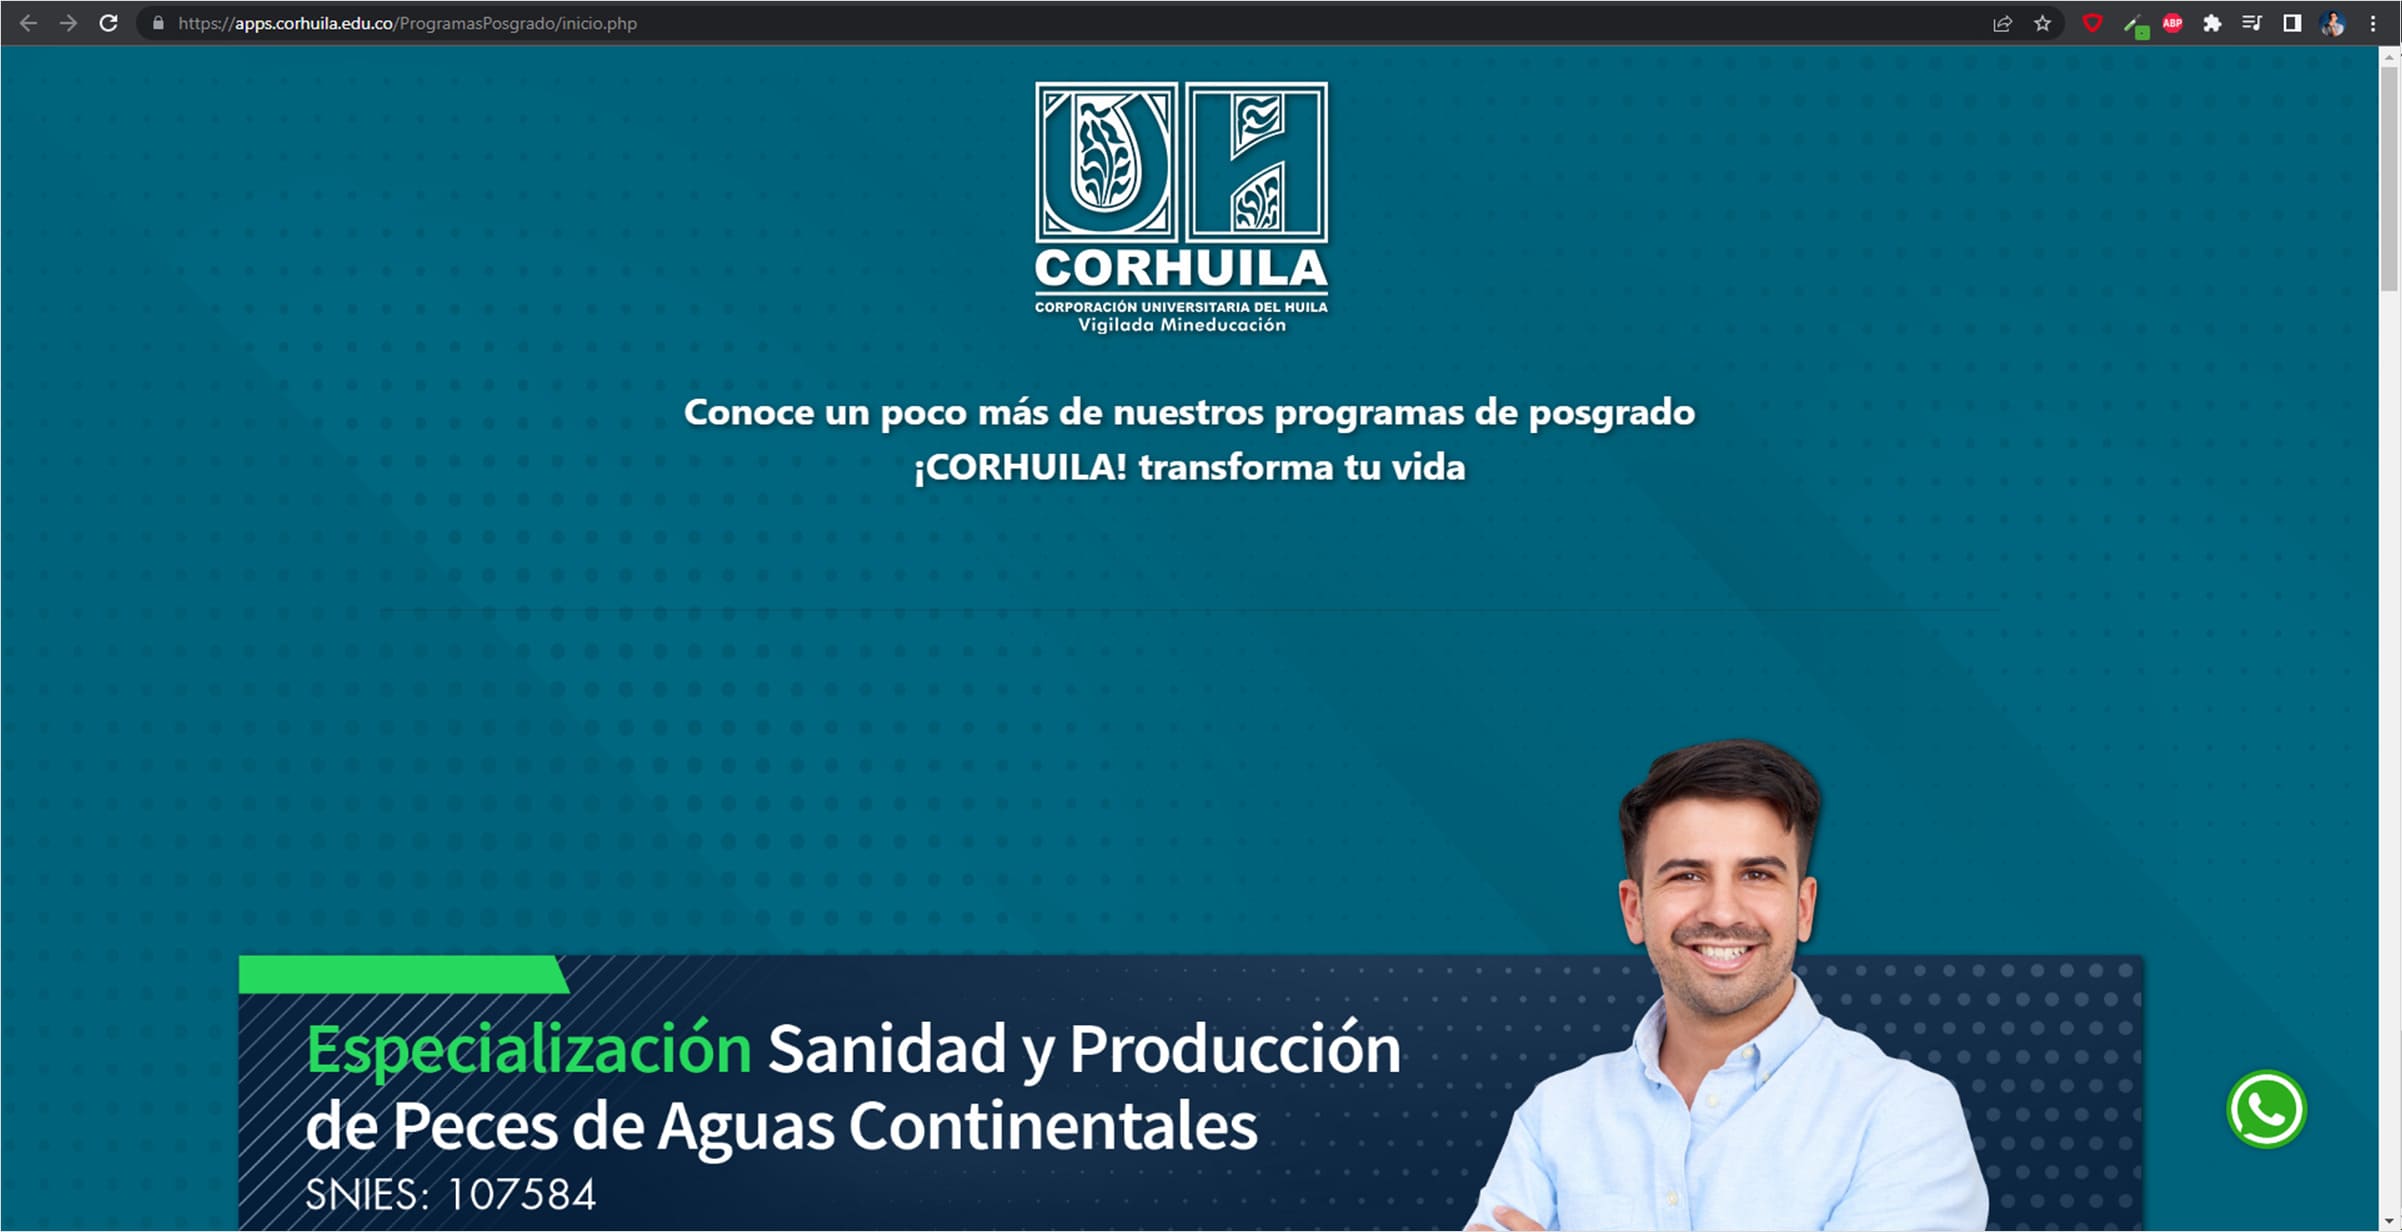 https://apps.corhuila.edu.co/ProgramasPosgrado/inicio.php
ABP
UH
CORHUILA
CORPORACIÓN UNIVERSITARIA DEL HUILA
Vigilada Mineducación
Conoce un poco más de nuestros programas de posgrado
¡CORHUILA! transforma tu vida
Especialización Sanidad y Producción
de Peces de Aguas Continentales
SNIES: 107584